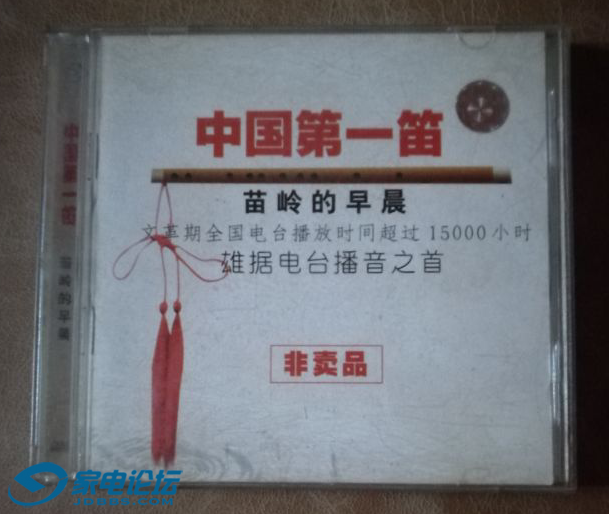 中国第一笛
苗岭的早晨
文革期全国电台播放时间超过15000小时
雄据电台播音之首
非卖品
中国第一笛
苗岭的早晨
家电论坛